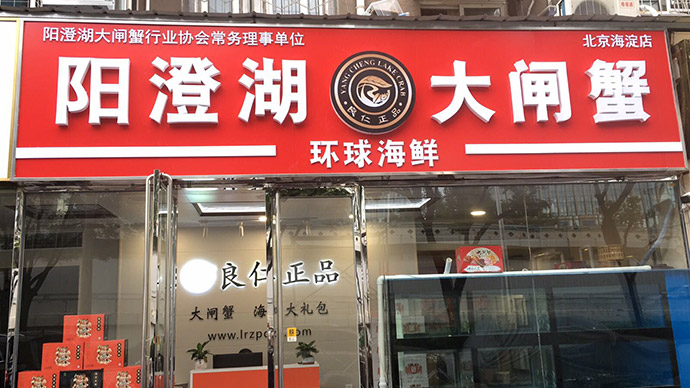 阳澄湖大闸蟹行业协会常务理事单位
北京海淀店
阳澄湖
YANG CHENG LAKE CRAB
良仁正品
大闸蟹
环球海鲜
良仁正品
大闸蟹 海 大礼包